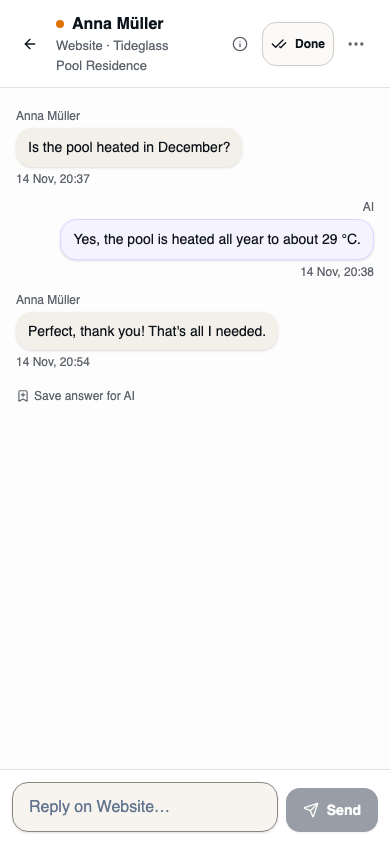 Anna Müller
Website · Tideglass
Pool Residence
Done
Anna Müller
Is the pool heated in December?
14 Nov, 20:37
AI
Yes, the pool is heated all year to about 29 °C.
14 Nov, 20:38
Anna Müller
Perfect, thank you! That's all I needed.
14 Nov, 20:54
Save answer for AI
Reply on Website…
Send